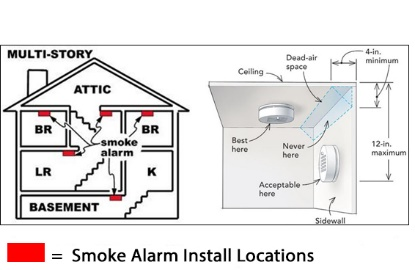 MULTI-STORY
ATTIC
BR
BR
smoke
alarm
LR
K
BASEMENT
Dead-air
space
4-in.
minimum
Ceiling
Best
here
Never
here
12-in.
maximum
Acceptable
here
Sidewall
= Smoke Alarm Install Locations